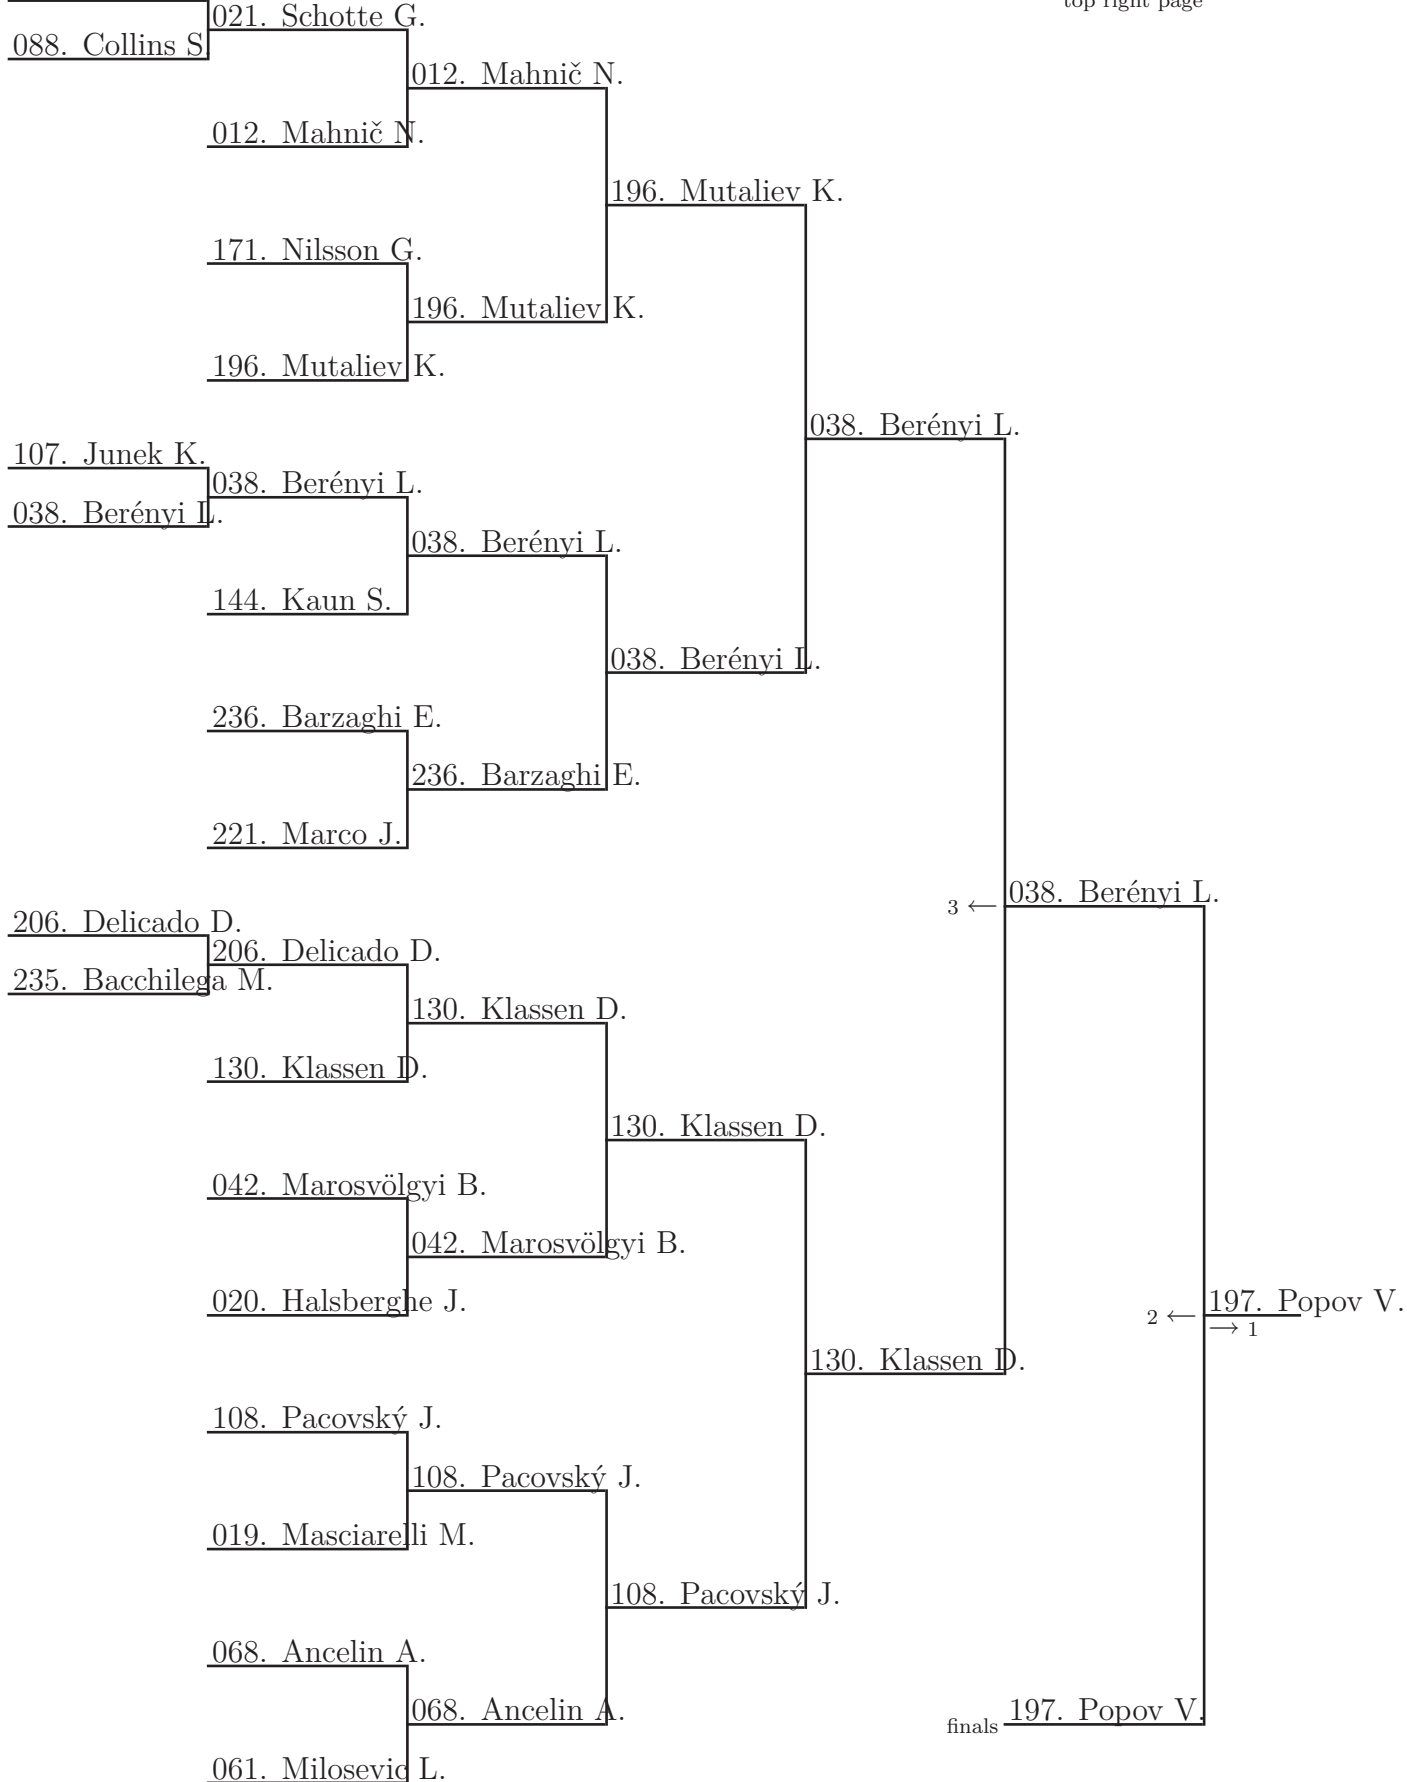 top right page
021. Schotte G.
088. Collins S.
012. Mahnič N.
012. Mahnič N.
196. Mutaliev K.
171. Nilsson G.
196. Mutaliev K.
196. Mutaliev K.
038. Berényi L.
107. Junek K.
038. Berényi L.
038. Berényi L.
038. Berényi L.
144. Kaun S.
038. Berényi L.
236. Barzaghi E.
236. Barzaghi E.
221. Marco J.
3 ← 038. Berényi L.
206. Delicado D.
206. Delicado D.
235. Bacchilega M.
130. Klassen D.
130. Klassen D.
130. Klassen D.
042. Marosvölgyi B.
042. Marosvölgyi B.
020. Halsberghe J.
197. Popov V.
2 ← → 1
130. Klassen D.
108. Pacovský J.
108. Pacovský J.
019. Masciarelli M.
108. Pacovský J.
068. Ancelin A.
068. Ancelin A.
finals 197. Popov V.
061. Milosevic L.